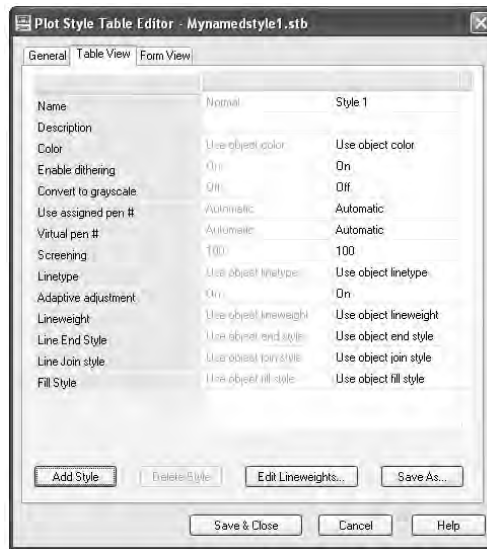 Plot Style Table Editor - Mynamedstyle1.stb
General Table View Form View
Name Normal Style 1
Description
Color Use object color Use object color
Enable dithering On On
Convert to grayscale Off Off
Use assigned pen # Automatic Automatic
Virtual pen # Automatic Automatic
Screening 100 100
Linetype Use object linetype Use object linetype
Adaptive adjustment On On
Lineweight Use object lineweight Use object lineweight
Line End Style Use object end style Use object end style
Line Join style Use object join style Use object join style
Fill Style Use object fill style Use object fill style
Add Style Delete Style Edit Lineweights... Save As...
Save & Close Cancel Help